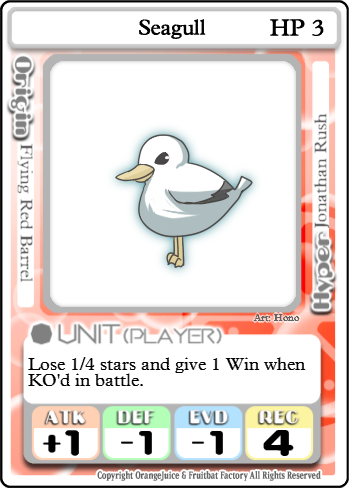 Seagull HP 3
Origin Flying Red Barrel
Hyper Jonathan Rush
Art: Hono
UNIT (PLAYER)
Lose 1/4 stars and give 1 Win when
KO'd in battle.
ATK DEF EVD REC
+1 -1 -1 4
Copyright Orangejuice & Fruitbat Factory All Rights Reserved